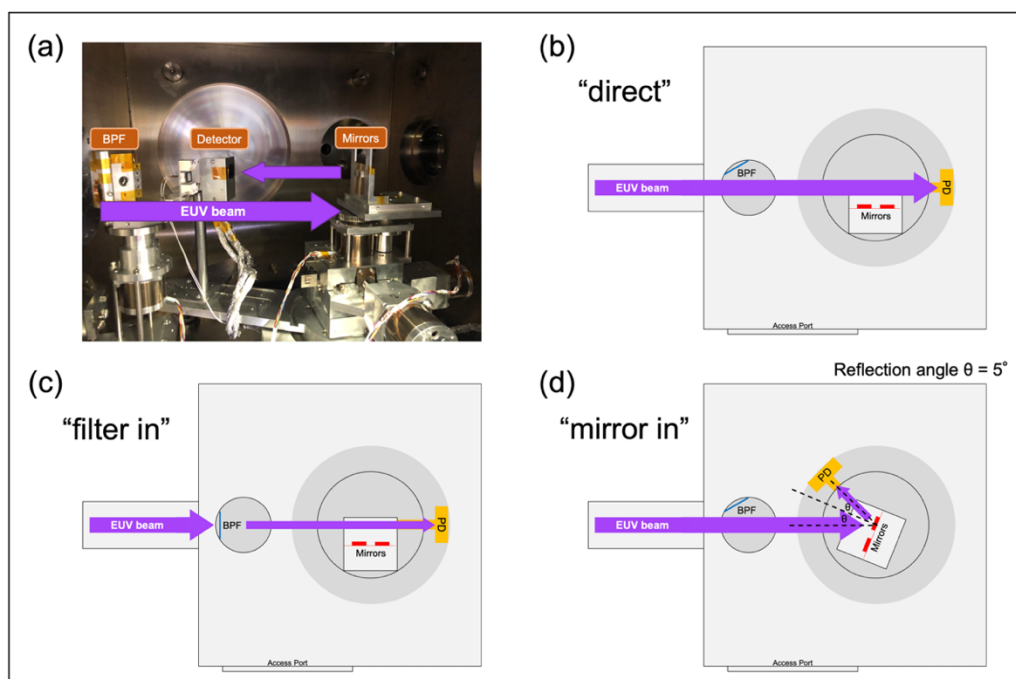 (a)
BPF
Detector
Mirrors
EUV beam
(b)
“direct”
EUV beam
BPF
PD
Mirrors
Access Port
(c)
“filter in”
EUV beam
BPF
PD
Mirrors
Access Port
(d)
Reflection angle θ = 5˚
“mirror in”
PD
BPF
θ
θ
EUV beam
Mirrors
Access Port